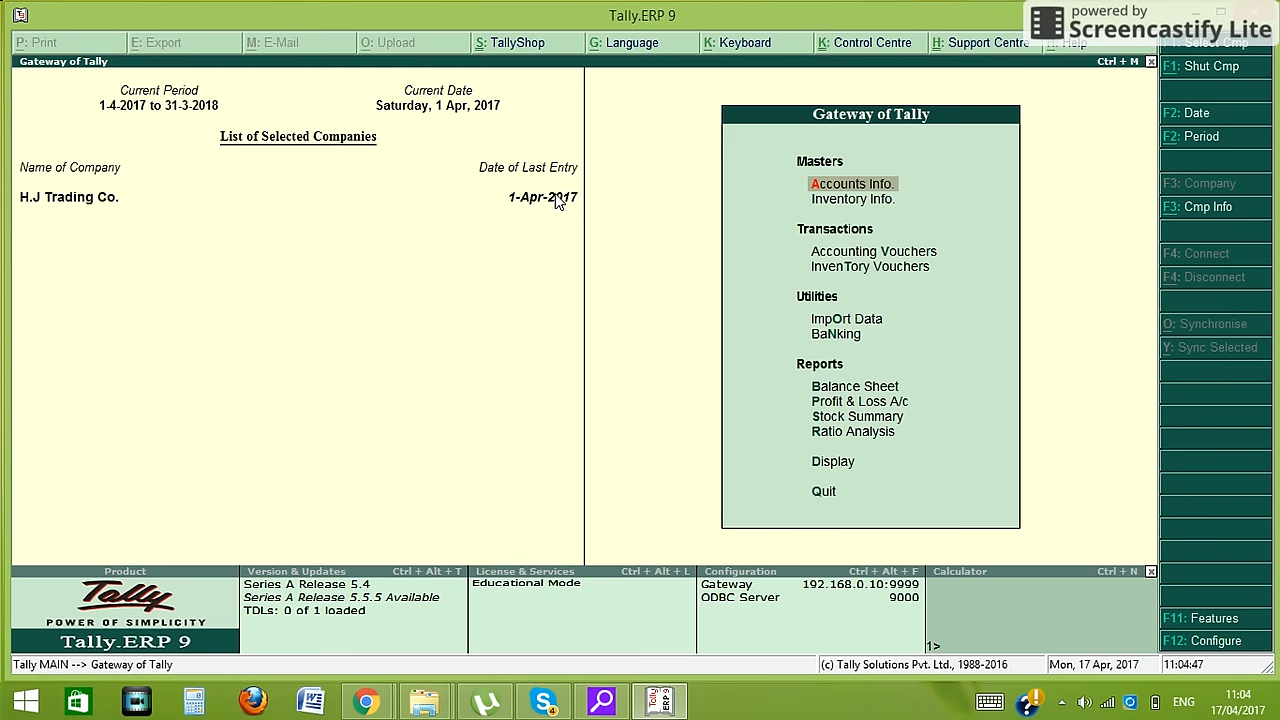 Tally.ERP 9
powered by
Screencastify Lite
P: Print
E: Export
M: E-Mail
O: Upload
S: TallyShop
G: Language
K: Keyboard
K: Control Centre
H: Support Centre
H: Help
Gateway of Tally
Ctrl + M
Current Period
1-4-2017 to 31-3-2018
Current Date
Saturday, 1 Apr, 2017
List of Selected Companies
Name of Company
Date of Last Entry
H.J Trading Co.
1-Apr-2017
Gateway of Tally
Masters
Accounts Info.
Inventory Info.
Transactions
Accounting Vouchers
InvenTory Vouchers
Utilities
ImpOrt Data
BaNking
Reports
Balance Sheet
Profit & Loss A/c
Stock Summary
Ratio Analysis
Display
Quit
F1: Select Cmp
F1: Shut Cmp
F2: Date
F2: Period
F3: Company
F3: Cmp Info
F4: Connect
F4: Disconnect
O: Synchronise
Y: Sync Selected
F11: Features
F12: Configure
Product
Tally
POWER OF SIMPLICITY
Tally.ERP 9
Version & Updates
Ctrl + Alt + T
Series A Release 5.4
Series A Release 5.5.5 Available
TDLs: 0 of 1 loaded
License & Services
Ctrl + Alt + L
Educational Mode
Configuration
Ctrl + Alt + F
Gateway
192.168.0.10:9999
ODBC Server
9000
Calculator
Ctrl + N
1>
Tally MAIN --> Gateway of Tally
(c) Tally Solutions Pvt. Ltd., 1988-2016
Mon, 17 Apr, 2017
11:04:47
ENG
11:04
17/04/2017